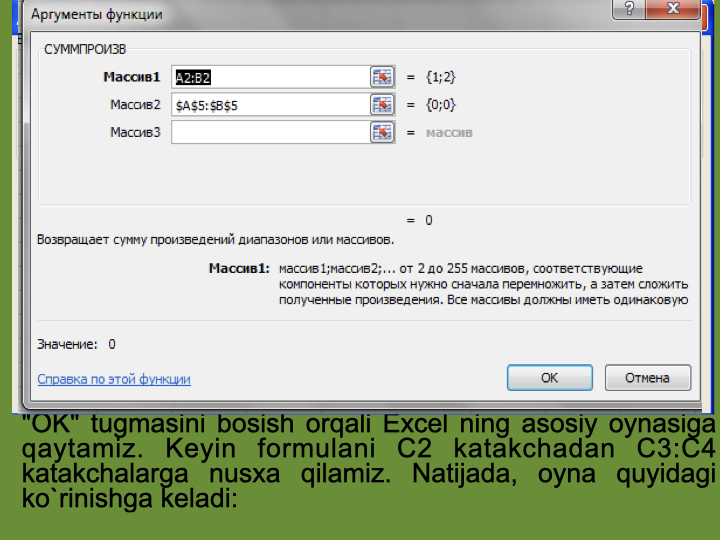 Аргументы функции
?
x
СУММПРОИЗВ
Массив1 A2:B2 = {1;2}
Массив2 $A$5:$B$5 = {0;0}
Массив3 = массив
= 0
Возвращает сумму произведений диапазонов или массивов.
Массив1: массив1;массив2;... от 2 до 255 массивов, соответствующие
компоненты которых нужно сначала перемножить, а затем сложить
полученные произведения. Все массивы должны иметь одинаковую
Значение: 0
Справка по этой функции
OK
Отмена
"OK" tugmasini bosish orqali Excel ning asosiy oynasiga
qaytamiz. Keyin formulani C2 katakchadan C3:C4
katakchalarga nusxa qilamiz. Natijada, oyna quyidagi
ko`rinishga keladi: